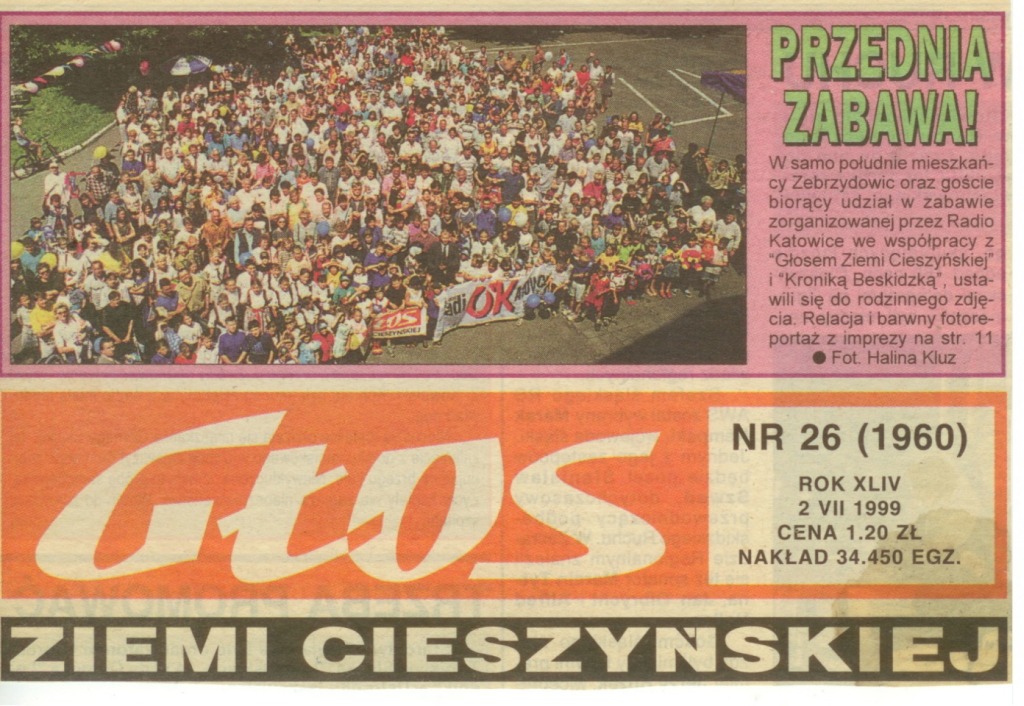 PRZEDNIA
ZABAWA!
W samo południe mieszkań-
cy Zebrzydowic oraz goście
biorący udział w zabawie
zorganizowanej przez Radio
Katowice we współpracy z
“Głosem Ziemi Cieszyńskiej”
i “Kroniką Beskidzką”, usta-
wili się do rodzinnego zdję-
cia. Relacja i barwny fotore-
portaż z imprezy na str. 11
● Fot. Halina Kluz
OK
GŁOS
NR 26 (1960)
ROK XLIV
2 VII 1999
CENA 1.20 ZŁ
NAKŁAD 34.450 EGZ.
ZIEMI CIESZYŃSKIEJ